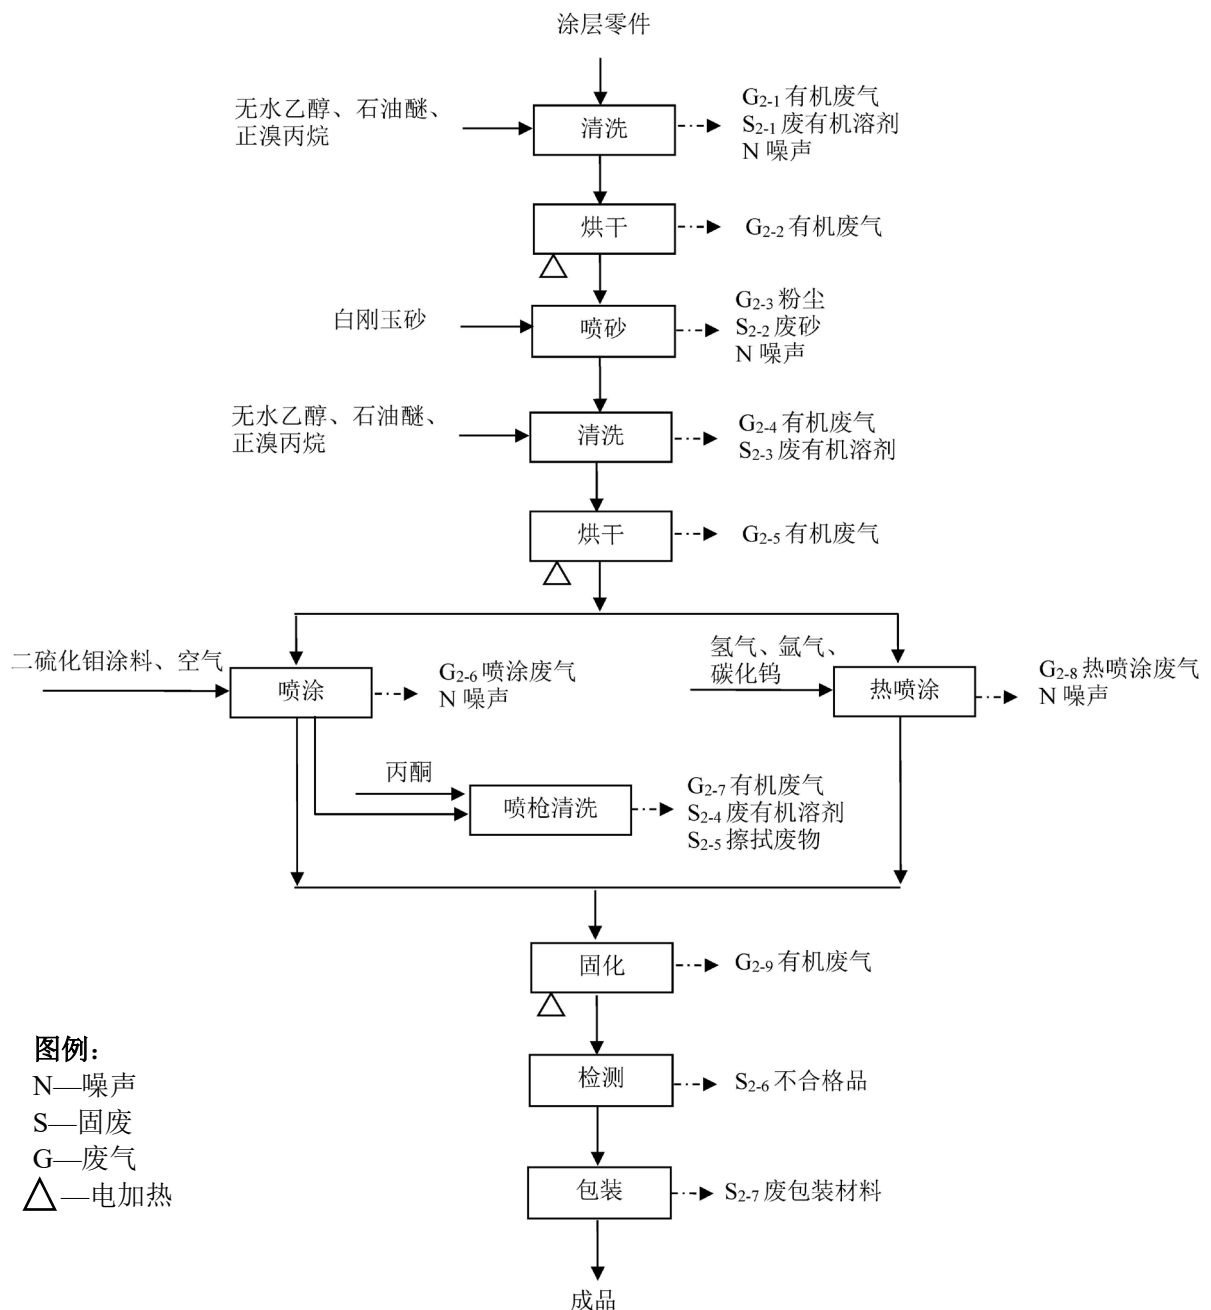 涂层零件
无水乙醇、石油醚、
正溴丙烷
清洗
G2-1 有机废气
S2-1 废有机溶剂
N 噪声
烘干
G2-2 有机废气
白刚玉砂
喷砂
G2-3 粉尘
S2-2 废砂
N 噪声
无水乙醇、石油醚、
正溴丙烷
清洗
G2-4 有机废气
S2-3 废有机溶剂
烘干
G2-5 有机废气
二硫化钼涂料、空气
喷涂
G2-6 喷涂废气
N 噪声
氢气、氩气、
碳化钨
热喷涂
G2-8 热喷涂废气
N 噪声
丙酮
喷枪清洗
G2-7 有机废气
S2-4 废有机溶剂
S2-5 擦拭废物
固化
G2-9 有机废气
检测
S2-6 不合格品
包装
S2-7 废包装材料
成品
图例：
N—噪声
S—固废
G—废气
△—电加热